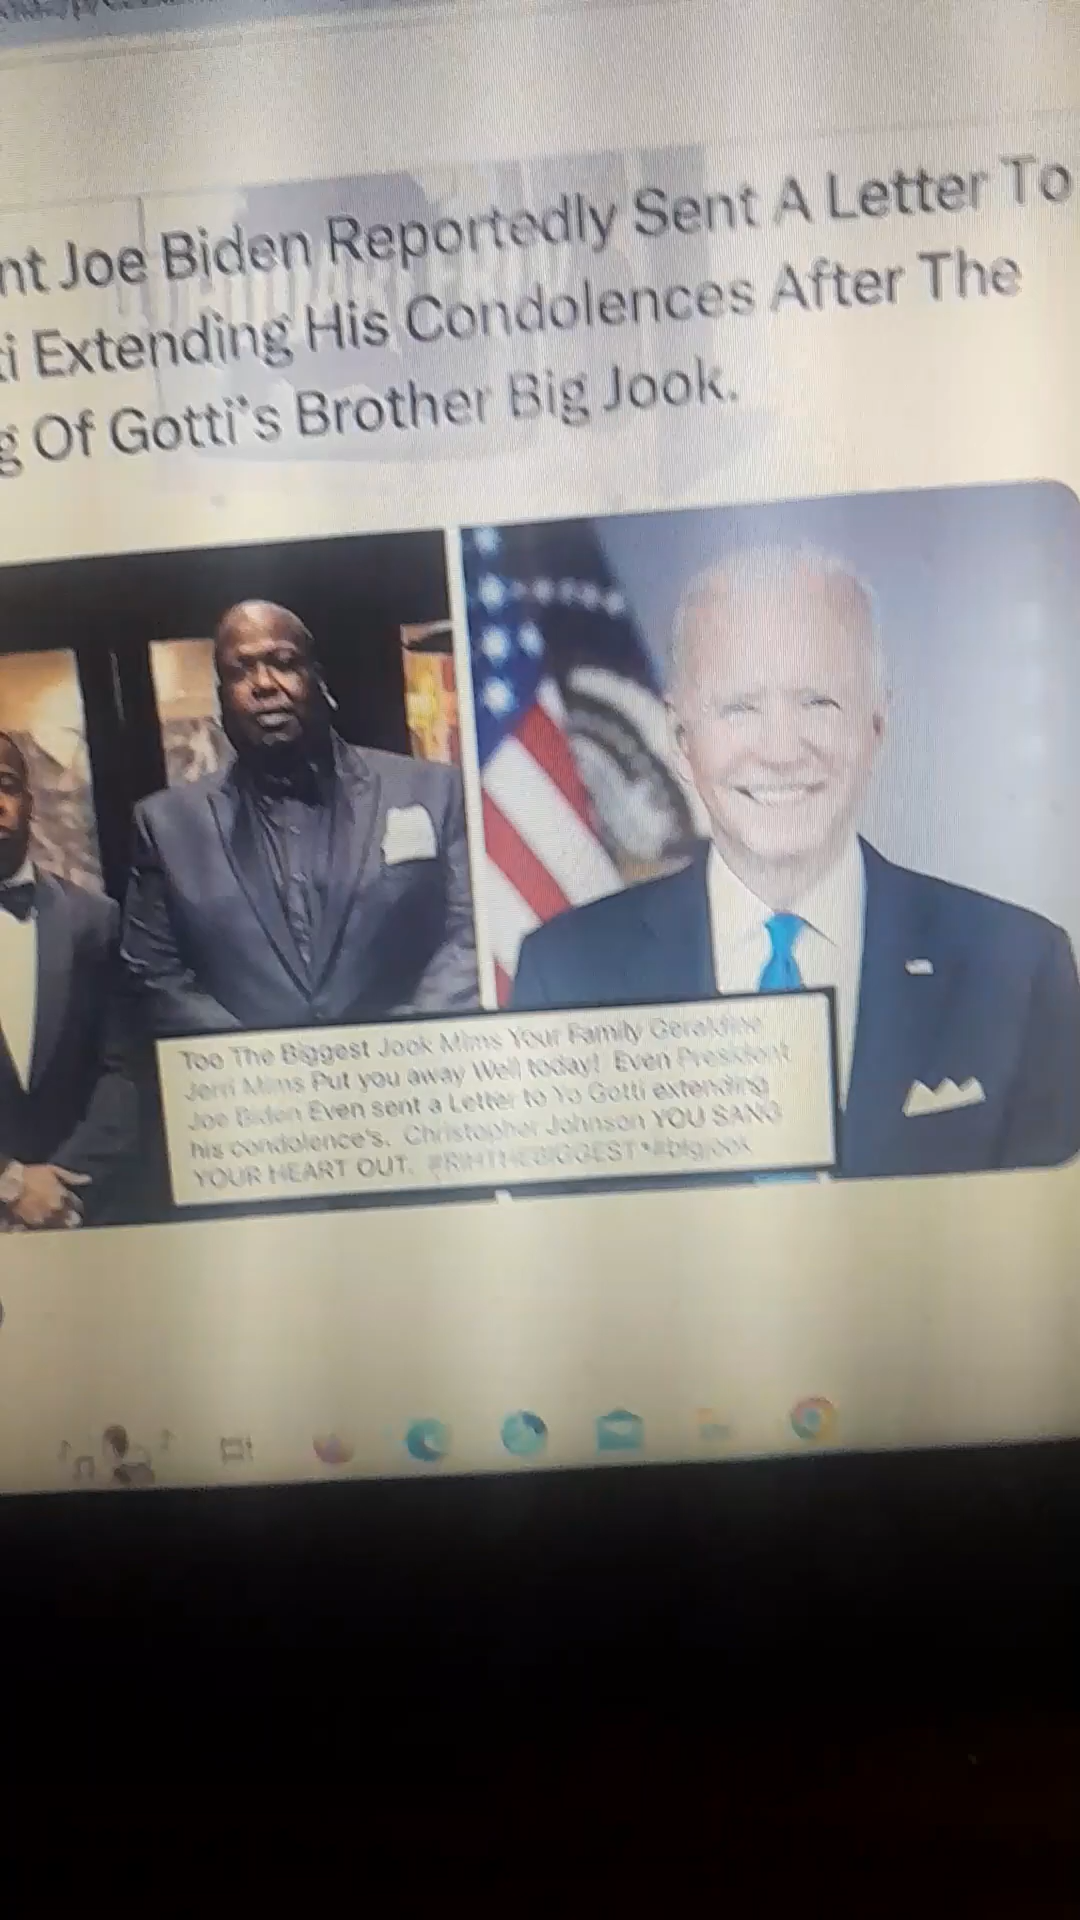 nt Joe Biden Reportedly Sent A Letter To
i Extending His Condolences After The
g Of Gotti's Brother Big Jook.
Too The Biggest Jook Mims Your Family Geraldine
Jerri Mims Put you away Well today! Even President
Joe Biden Even sent a Letter to Yo Gotti extending
his condolence's. Christopher Johnson YOU SANG
YOUR HEART OUT.